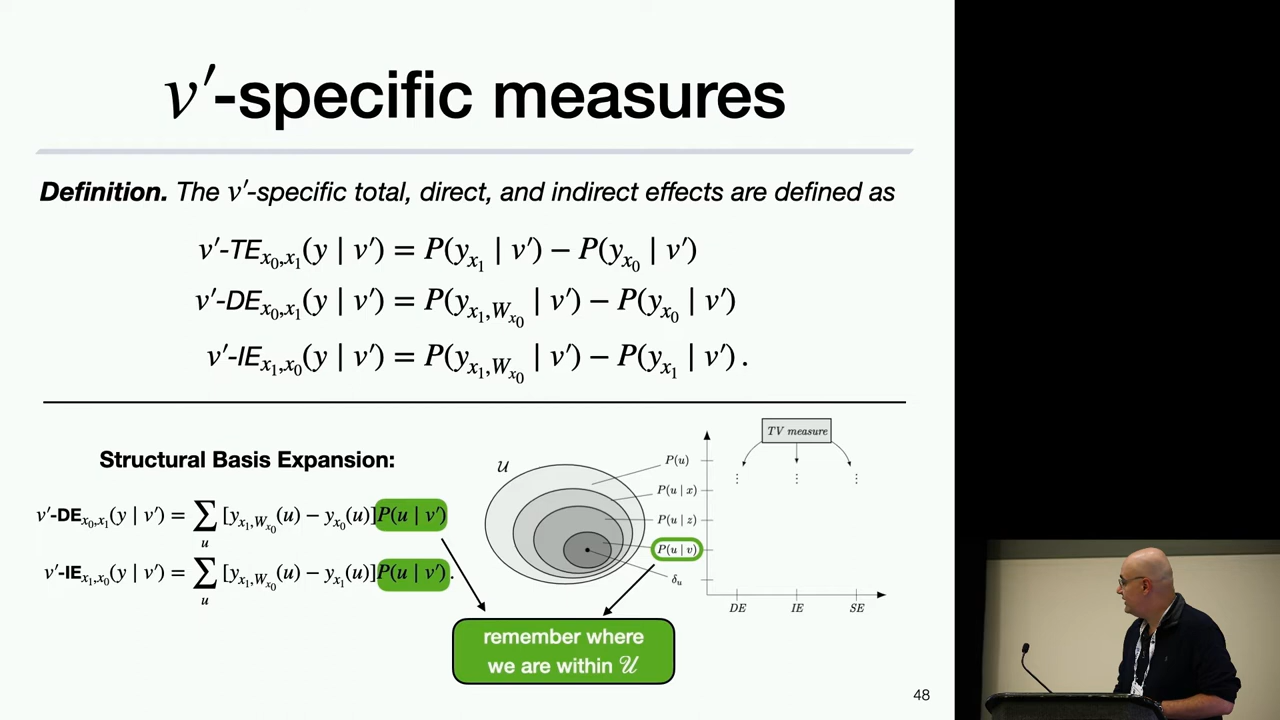 v′-specific measures
Definition. The v′-specific total, direct, and indirect effects are defined as
v′-TE_{x₀,x₁}(y | v′) = P(y_{x₁} | v′) − P(y_{x₀} | v′)
v′-DE_{x₀,x₁}(y | v′) = P(y_{x₁,W_{x₀}} | v′) − P(y_{x₀} | v′)
v′-IE_{x₁,x₀}(y | v′) = P(y_{x₁,W_{x₀}} | v′) − P(y_{x₁} | v′) .
Structural Basis Expansion:
v′-DE_{x₀,x₁}(y | v′) = ∑_u [y_{x₁,W_{x₀}}(u) − y_{x₀}(u)]P(u | v′)
v′-IE_{x₁,x₀}(y | v′) = ∑_u [y_{x₁,W_{x₀}}(u) − y_{x₁}(u)]P(u | v′) .
𝒰
P(u)
P(u | x)
P(u | z)
P(u | v)
δ_u
TV measure
⋮ ⋮ ⋮
DE IE SE
remember where
we are within 𝒰
48